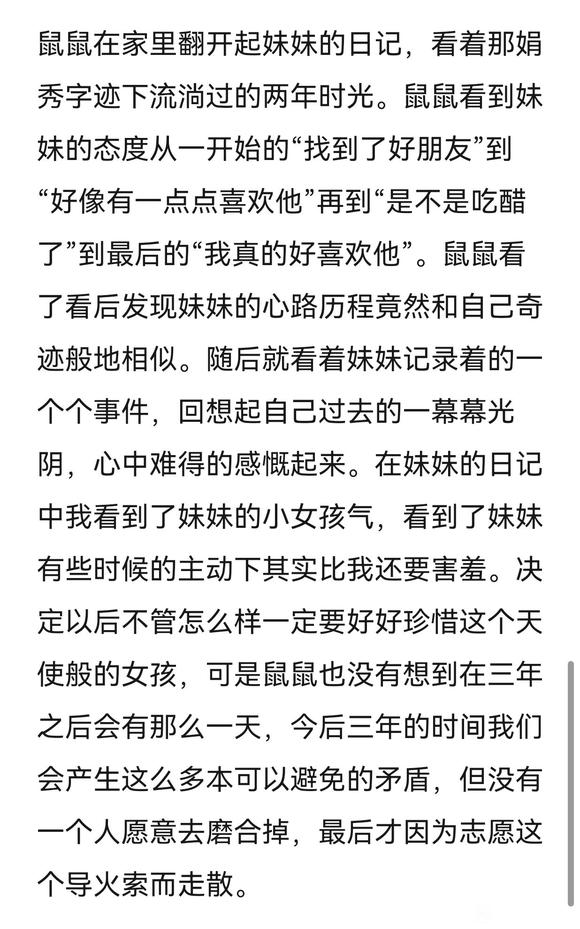 鼠鼠在家里翻开起妹妹的日记，看着那娟
秀字迹下流淌过的两年时光。鼠鼠看到妹
妹的态度从一开始的“找到了好朋友”到
“好像有一点点喜欢他”再到“是不是吃醋
了”到最后的“我真的好喜欢他”。鼠鼠看
了看后发现妹妹的心路历程竟然和自己奇
迹般地相似。随后就看着妹妹记录着的一
个个事件，回想起自己过去的一幕幕光
阴，心中难得的感慨起来。在妹妹的日记
中我看到了妹妹的小女孩气，看到了妹妹
有些时候的主动下其实比我还要害羞。决
定以后不管怎么样一定要好好珍惜这个天
使般的女孩，可是鼠鼠也没有想到在三年
之后会有那么一天，今后三年的时间我们
会产生这么多本可以避免的矛盾，但没有
一个人愿意去磨合掉，最后才因为志愿这
个导火索而走散。